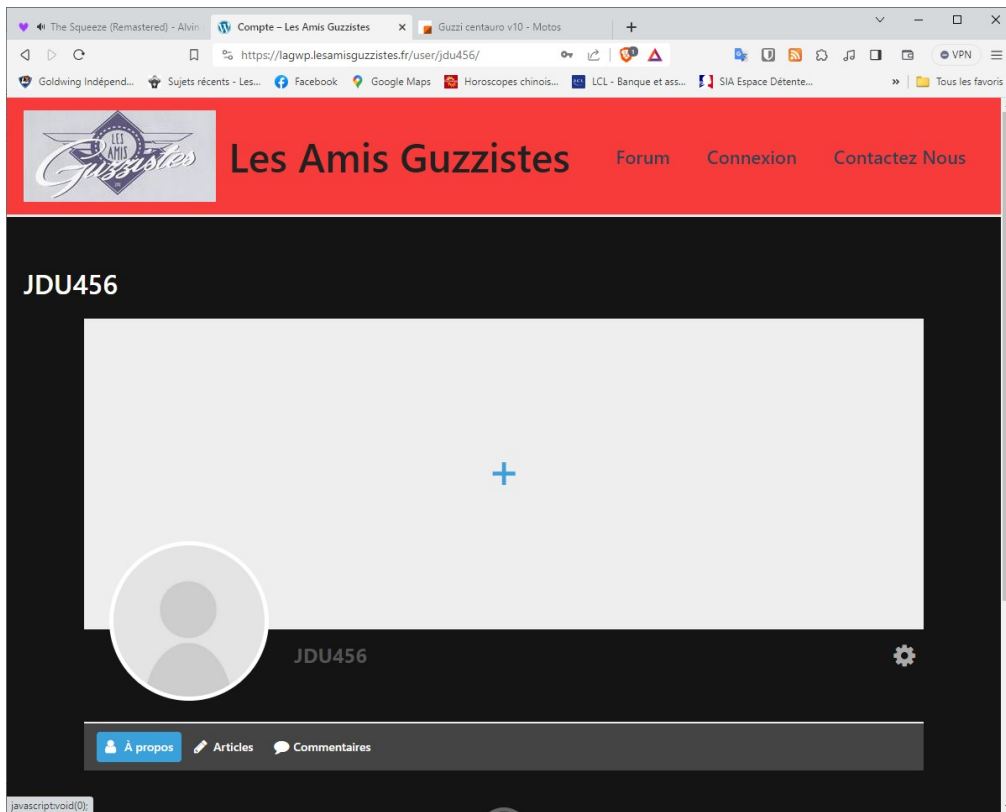 The Squeeze (Remastered) - Alvin
Compte – Les Amis Guzzistes
Guzzi centauro v10 - Motos
https://lagwp.lesamisguzzistes.fr/user/jdu456/
VPN
Goldwing Indépend...
Sujets récents - Les...
Facebook
Google Maps
Horoscopes chinois...
LCL - Banque et ass...
SIA Espace Détente...
Tous les favoris
LES
AMIS
Guzzistes
Les Amis Guzzistes
Forum
Connexion
Contactez Nous
JDU456
JDU456
À propos
Articles
Commentaires
javascript:void(0);